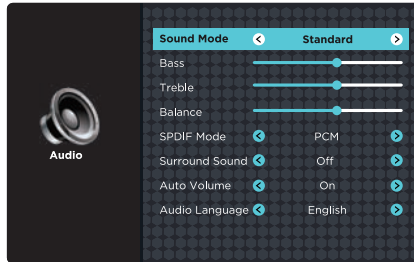 Sound Mode Standard
Bass
Treble
Balance
SPDIF Mode PCM
Surround Sound Off
Auto Volume On
Audio Language English
Audio